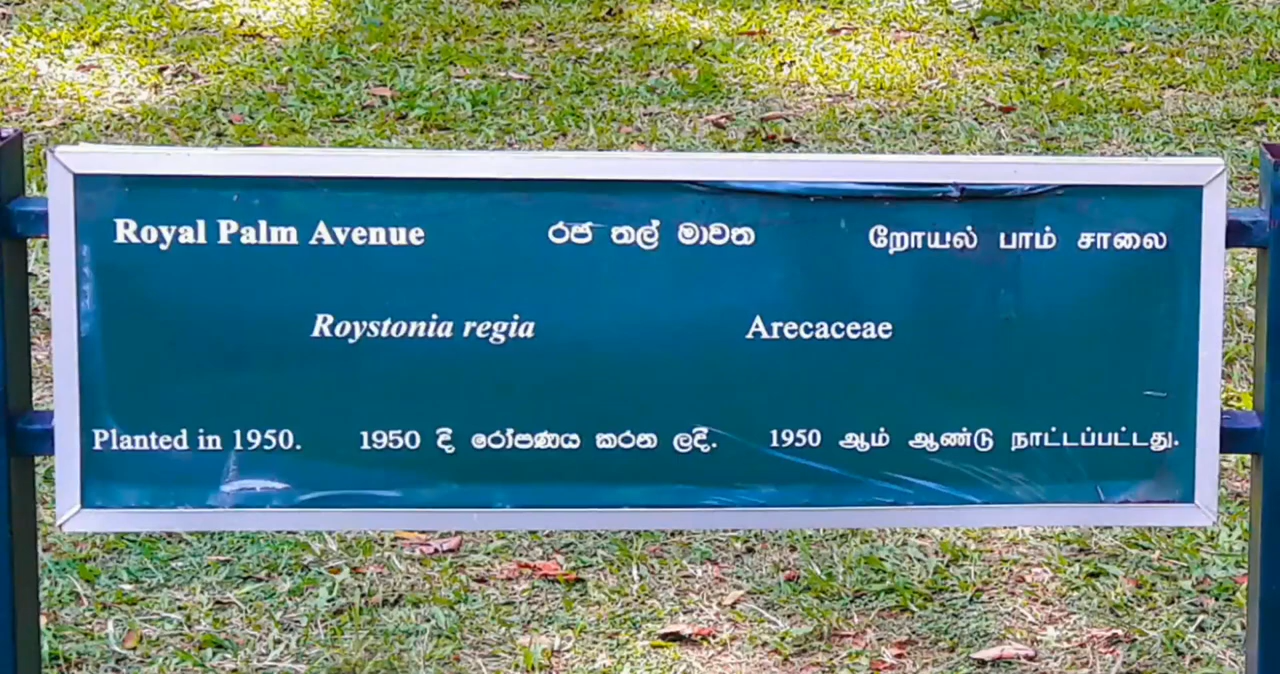 Royal Palm Avenue රජ තල් මාවත றோயல் பாம் சாலை
Roystonia regia Arecaceae
Planted in 1950. 1950 දි රෝපණය කරන ලදි. 1950 ஆம் ஆண்டு நாட்டப்பட்டது.